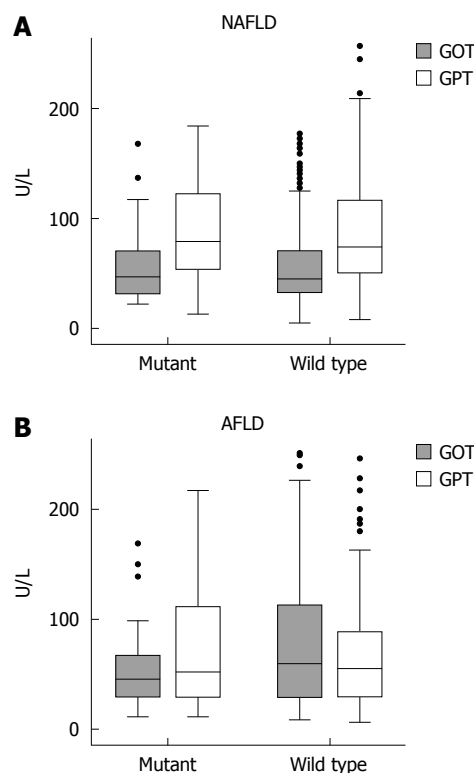 A
NAFLD
GOT
GPT
U/L
200
100
0
Mutant Wild type
B
AFLD
GOT
GPT
U/L
200
100
0
Mutant Wild type